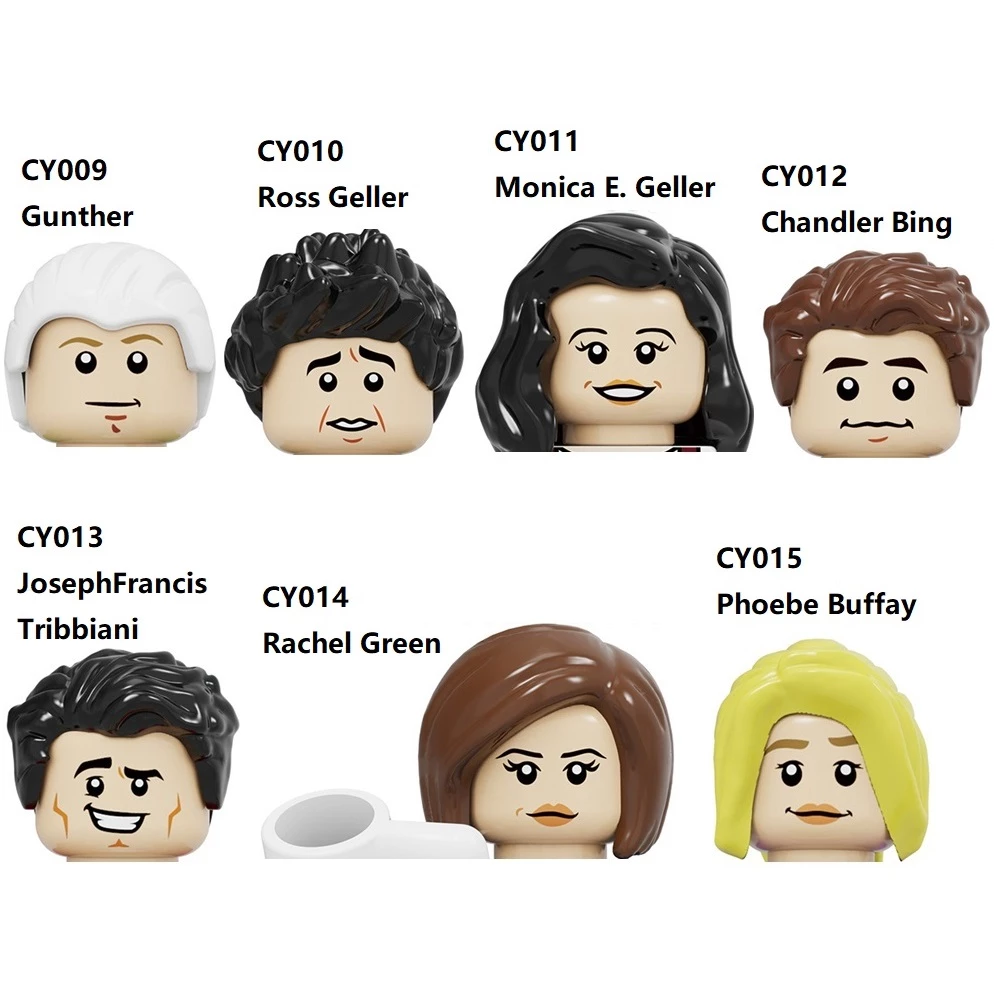 CY009
Gunther
CY010
Ross Geller
CY011
Monica E. Geller
CY012
Chandler Bing
CY013
JosephFrancis
Tribbiani
CY014
Rachel Green
CY015
Phoebe Buffay